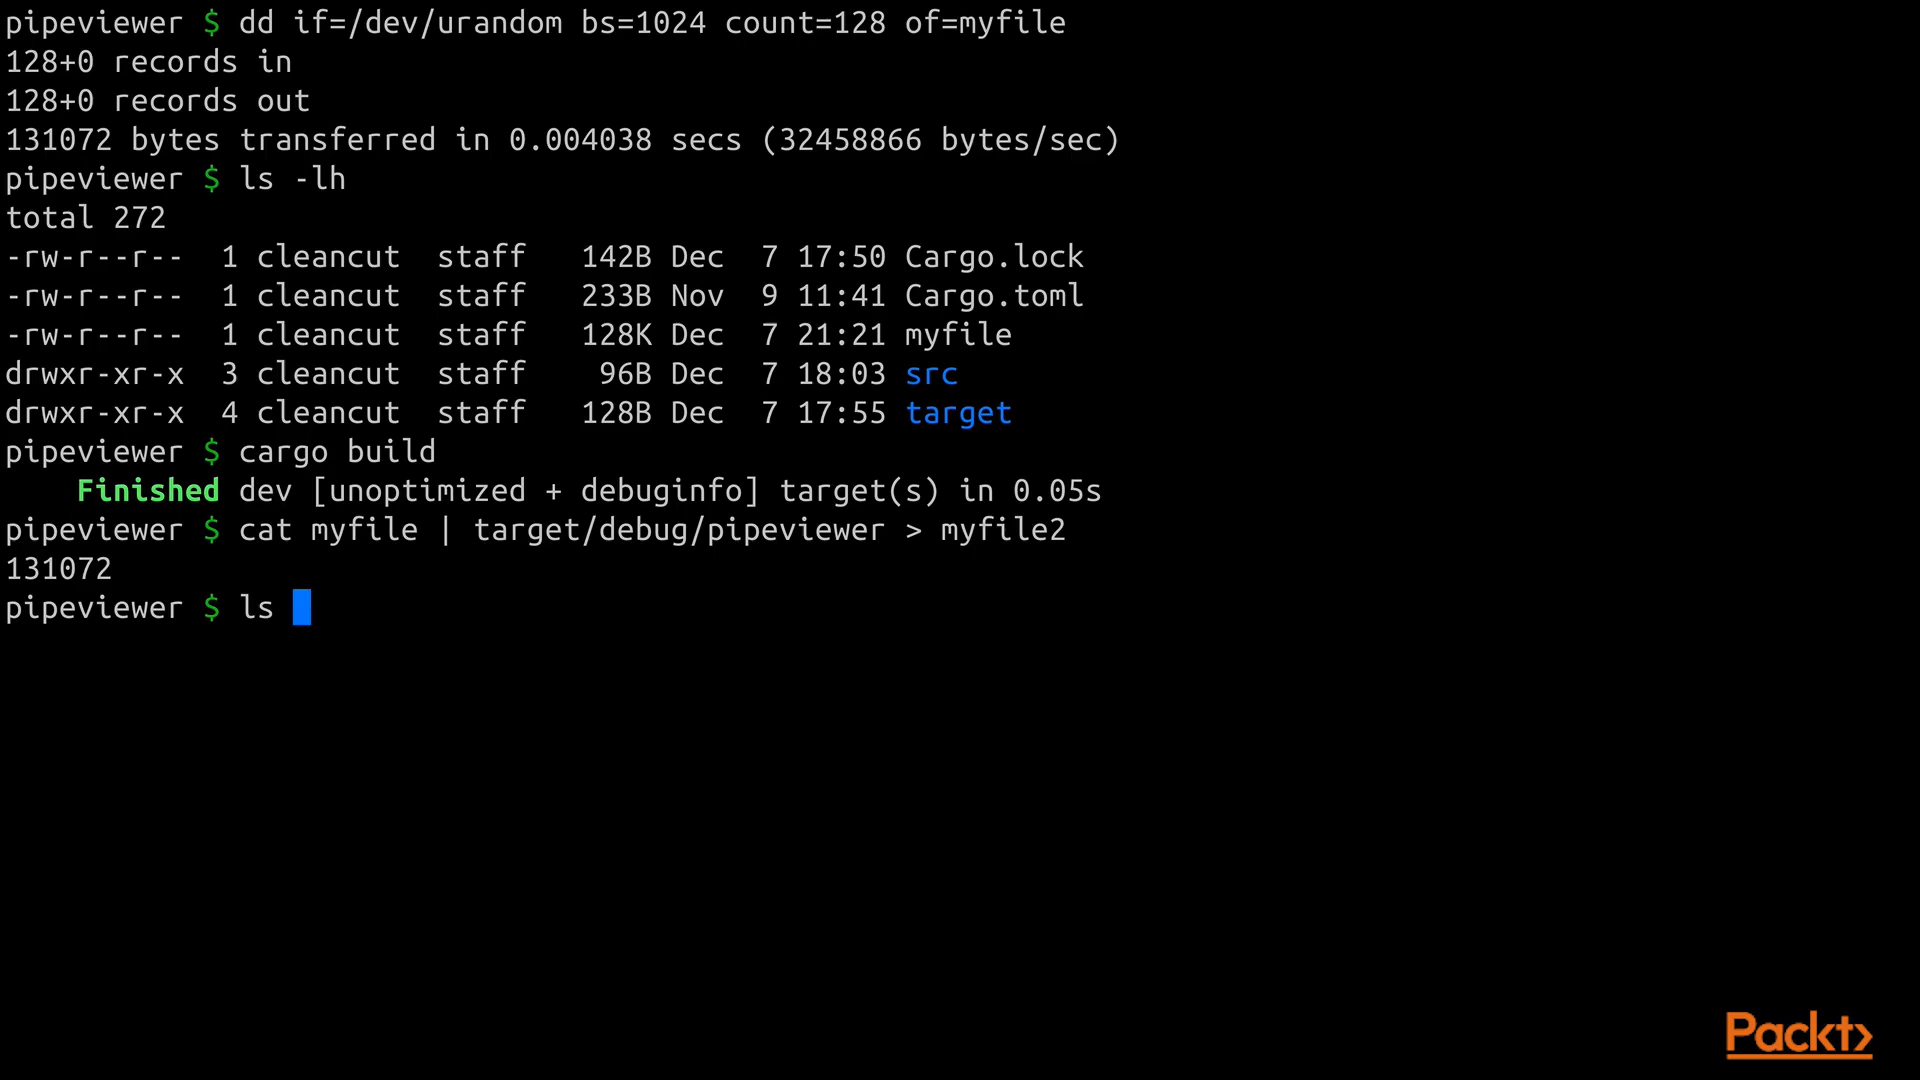 pipeviewer $ dd if=/dev/urandom bs=1024 count=128 of=myfile
128+0 records in
128+0 records out
131072 bytes transferred in 0.004038 secs (32458866 bytes/sec)
pipeviewer $ ls -lh
total 272
-rw-r--r--  1 cleancut  staff   142B Dec  7 17:50 Cargo.lock
-rw-r--r--  1 cleancut  staff   233B Nov  9 11:41 Cargo.toml
-rw-r--r--  1 cleancut  staff   128K Dec  7 21:21 myfile
drwxr-xr-x  3 cleancut  staff    96B Dec  7 18:03 src
drwxr-xr-x  4 cleancut  staff   128B Dec  7 17:55 target
pipeviewer $ cargo build
    Finished dev [unoptimized + debuginfo] target(s) in 0.05s
pipeviewer $ cat myfile | target/debug/pipeviewer > myfile2
131072
pipeviewer $ ls
Packt>